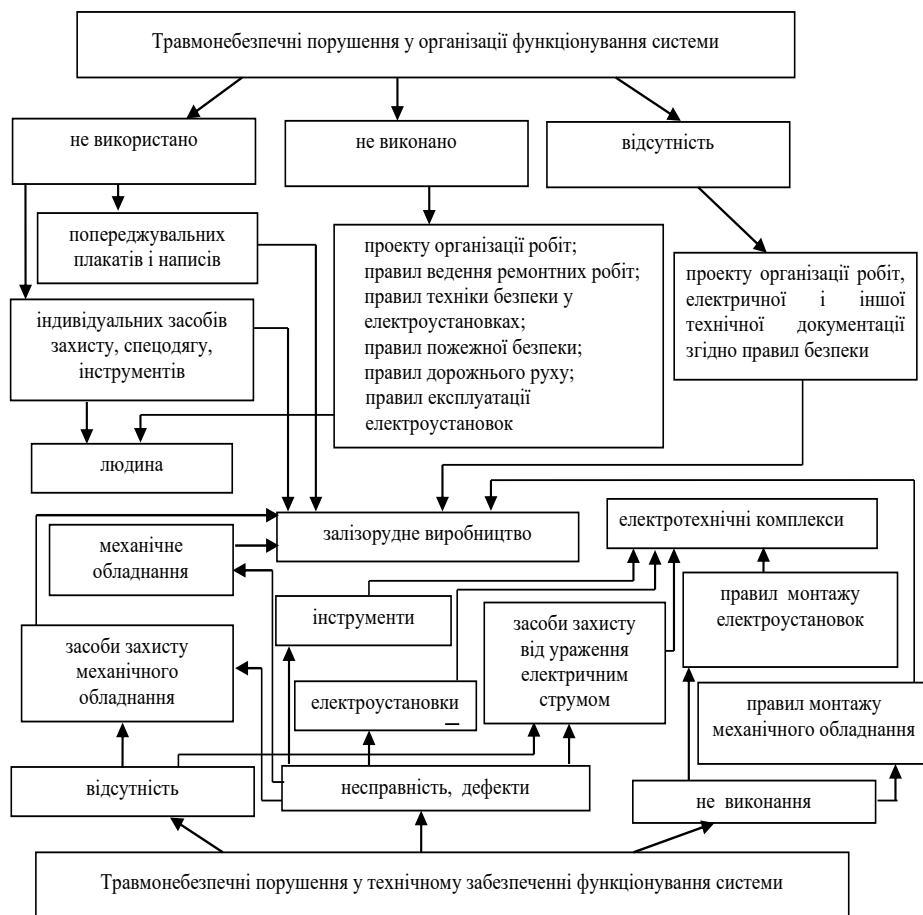 Травмонебезпечні порушення у організації функціонування системи
не використано
не виконано
відсутність
попереджувальних
плакатів і написів
проекту організації робіт;
правил ведення ремонтних робіт;
правил техніки безпеки у
електроустановках;
правил пожежної безпеки;
правил дорожнього руху;
правил експлуатації
електроустановок
проекту організації робіт,
електричної і іншої
технічної документації
згідно правил безпеки
індивідуальних засобів
захисту, спецодягу,
інструментів
людина
залізорудне виробництво
електротехнічні комплекси
механічне
обладнання
інструменти
засоби захисту
від ураження
електричним
струмом
правил монтажу
електроустановок
засоби захисту
механічного
обладнання
електроустановки
правил монтажу
механічного обладнання
відсутність
несправність, дефекти
не виконання
Травмонебезпечні порушення у технічному забезпеченні функціонування системи